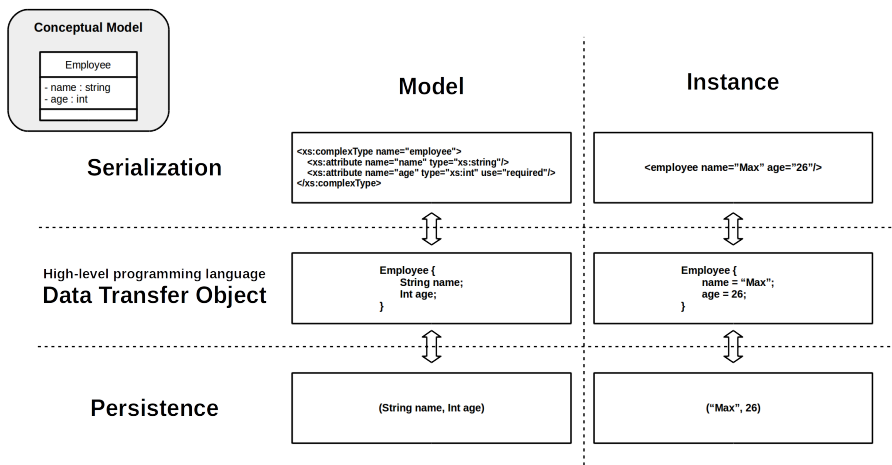 Conceptual Model
Employee
- name : string
- age : int
Model
Instance
Serialization
<xs:complexType name="employee">
<xs:attribute name="name" type="xs:string"/>
<xs:attribute name="age" type="xs:int" use="required"/>
</xs:complexType>
<employee name=”Max” age=”26”/>
High-level programming language
Data Transfer Object
Employee {
String name;
Int age;
}
Employee {
name = “Max”;
age = 26;
}
Persistence
(String name, Int age)
(“Max”, 26)